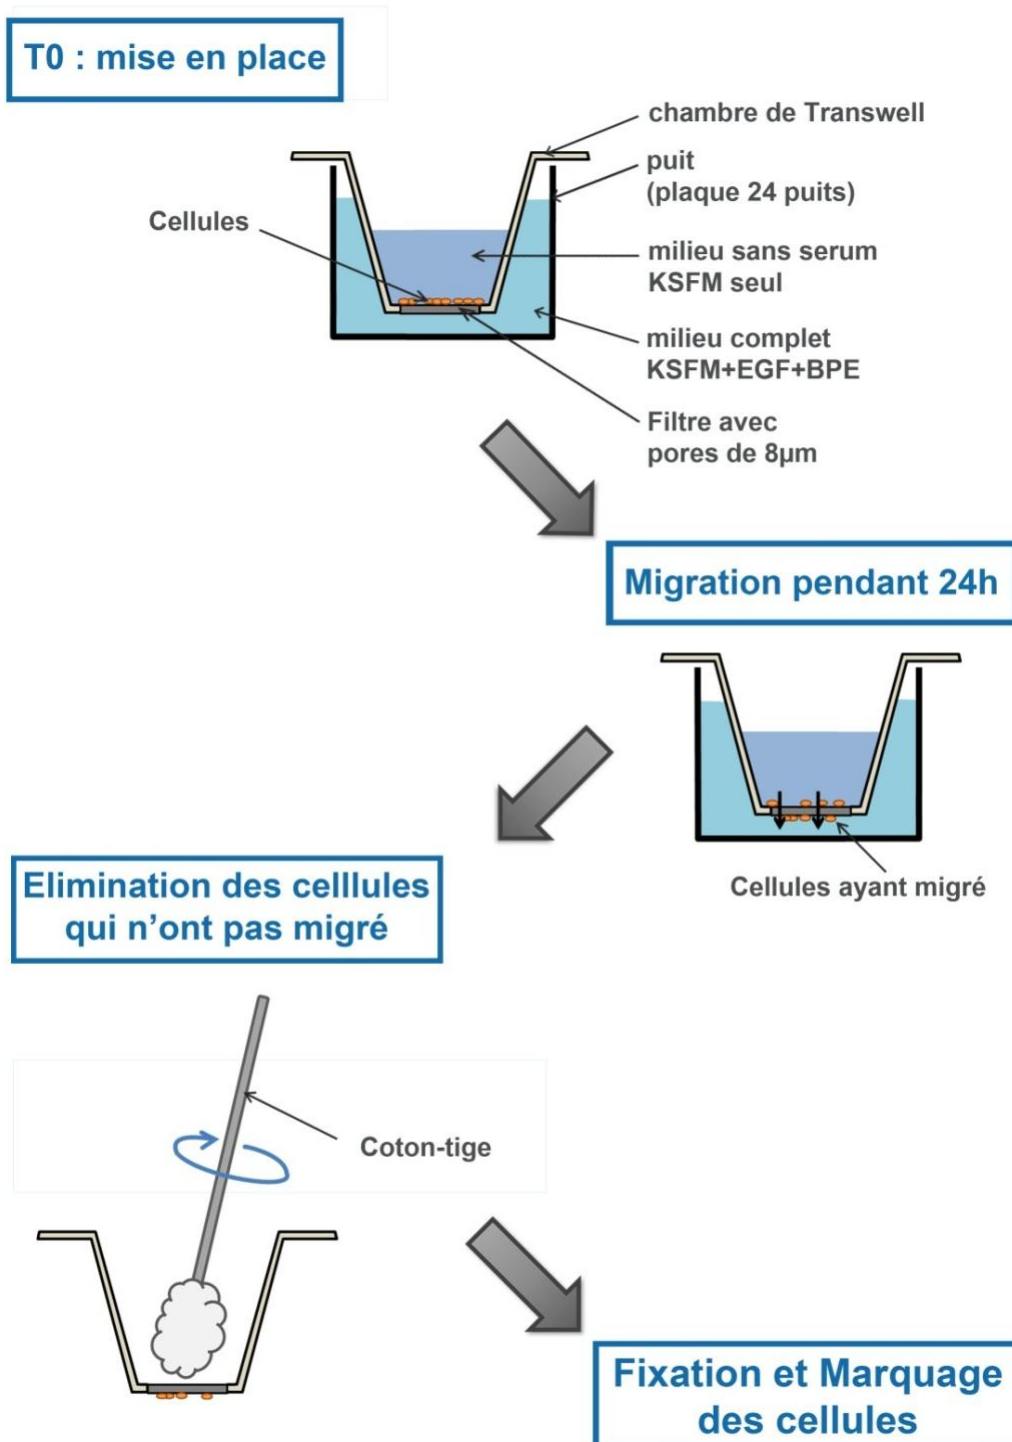 T0 : mise en place
chambre de Transwell
puit
(plaque 24 puits)
Cellules
milieu sans serum
KSFM seul
milieu complet
KSFM+EGF+BPE
Filtre avec
pores de 8µm
Migration pendant 24h
Cellules ayant migré
Elimination des celllules
qui n’ont pas migré
Coton-tige
Fixation et Marquage
des cellules